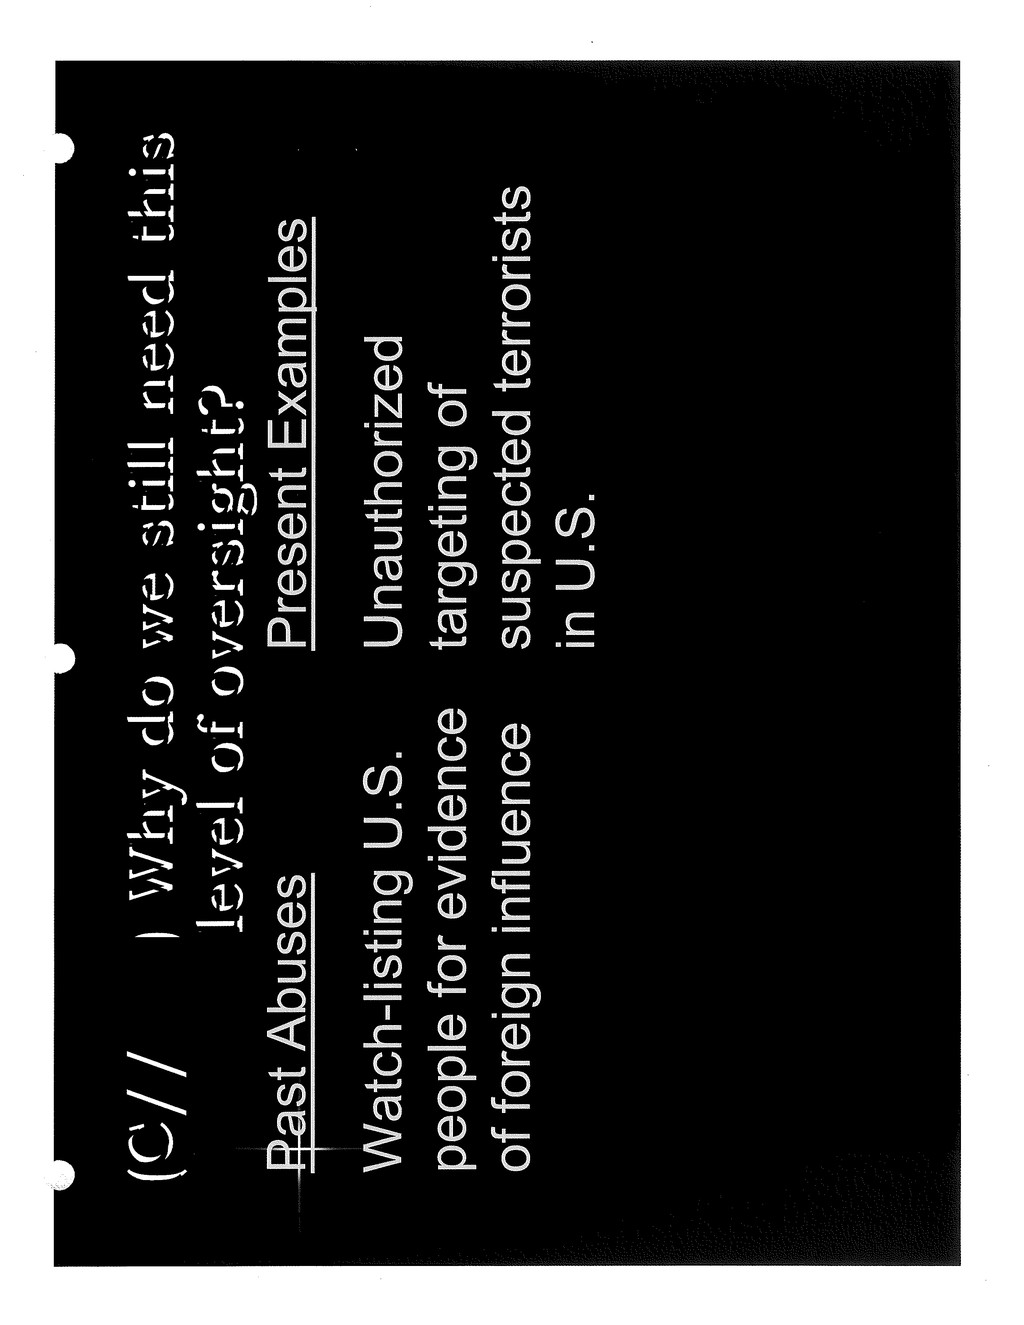 (C// ) Why do we still need this
level of oversight?
Past Abuses
Watch-listing U.S.
people for evidence
of foreign influence
Present Examples
Unauthorized
targeting of
suspected terrorists
in U.S.